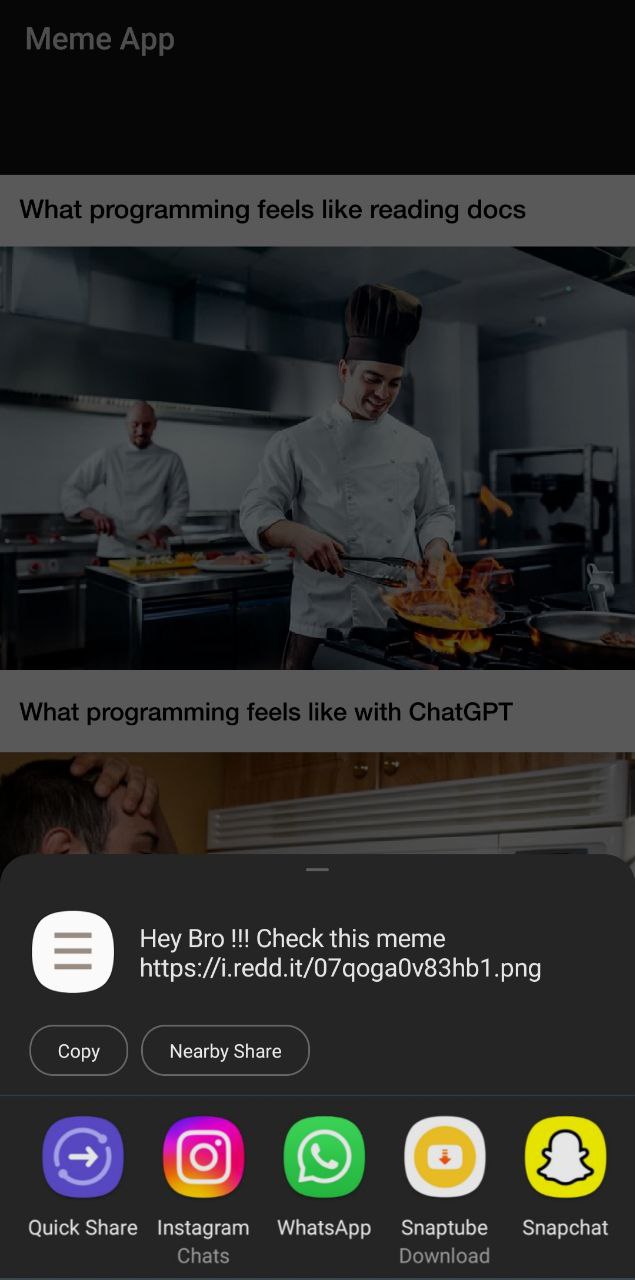 Meme App
What programming feels like reading docs
What programming feels like with ChatGPT
Hey Bro !!! Check this meme
https://i.redd.it/07qoga0v83hb1.png
Copy
Nearby Share
Quick Share
Instagram
Chats
WhatsApp
Snaptube
Download
Snapchat